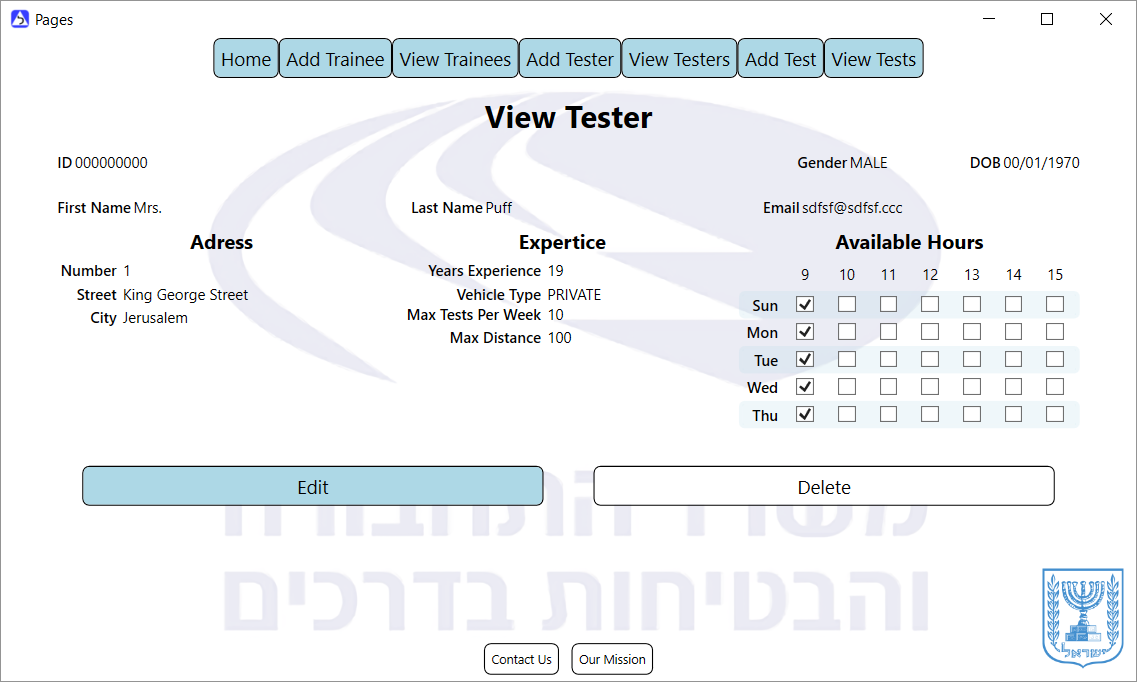 Pages
Home Add Trainee View Trainees Add Tester View Testers Add Test View Tests
View Tester
ID 000000000 Gender MALE DOB 00/01/1970
First Name Mrs. Last Name Puff Email sdfsf@sdfsf.ccc
Adress Expertice Available Hours
Number 1
Street King George Street
City Jerusalem
Years Experience 19
Vehicle Type PRIVATE
Max Tests Per Week 10
Max Distance 100
9 10 11 12 13 14 15
Sun
Mon
Tue
Wed
Thu
Edit Delete
משרד התחבורה
והבטיחות בדרכים
ישראל
Contact Us Our Mission